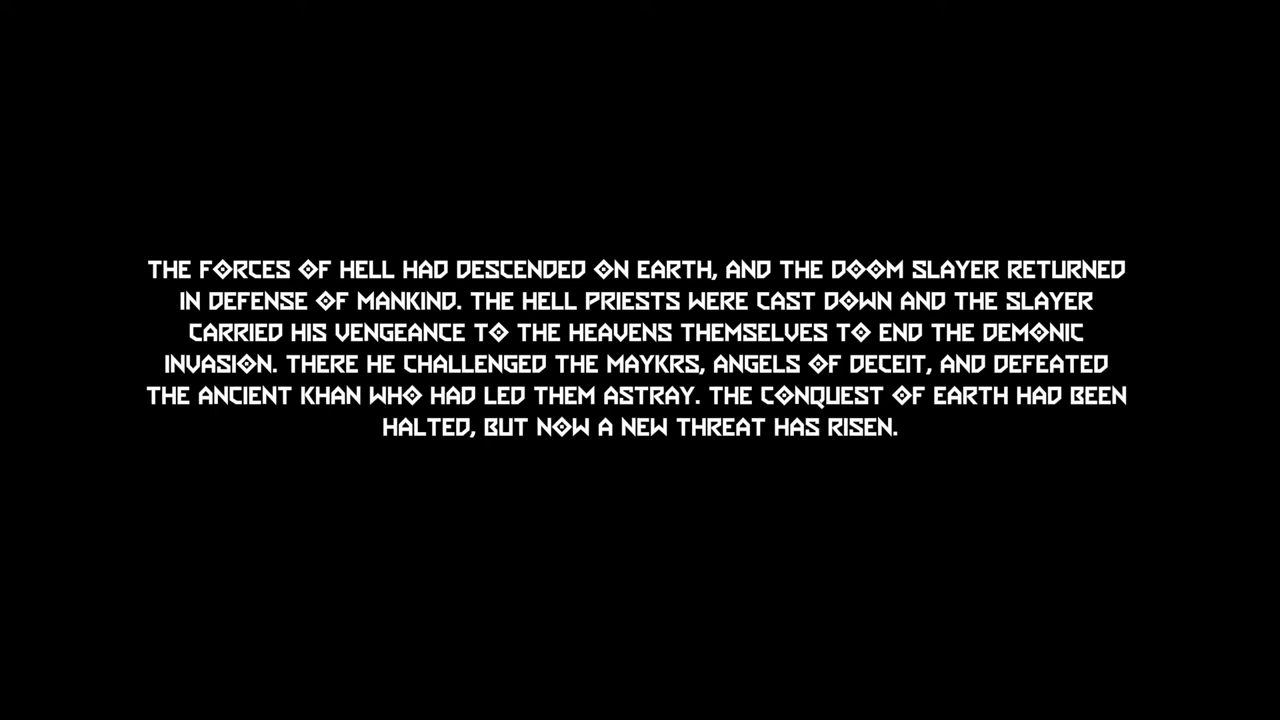 THE FORCES OF HELL HAD DESCENDED ON EARTH, AND THE DOOM SLAYER RETURNED
IN DEFENSE OF MANKIND. THE HELL PRIESTS WERE CAST DOWN AND THE SLAYER
CARRIED HIS VENGEANCE TO THE HEAVENS THEMSELVES TO END THE DEMONIC
INVASION. THERE HE CHALLENGED THE MAYKRS, ANGELS OF DECEIT, AND DEFEATED
THE ANCIENT KHAN WHO HAD LED THEM ASTRAY. THE CONQUEST OF EARTH HAD BEEN
HALTED, BUT NOW A NEW THREAT HAS RISEN.